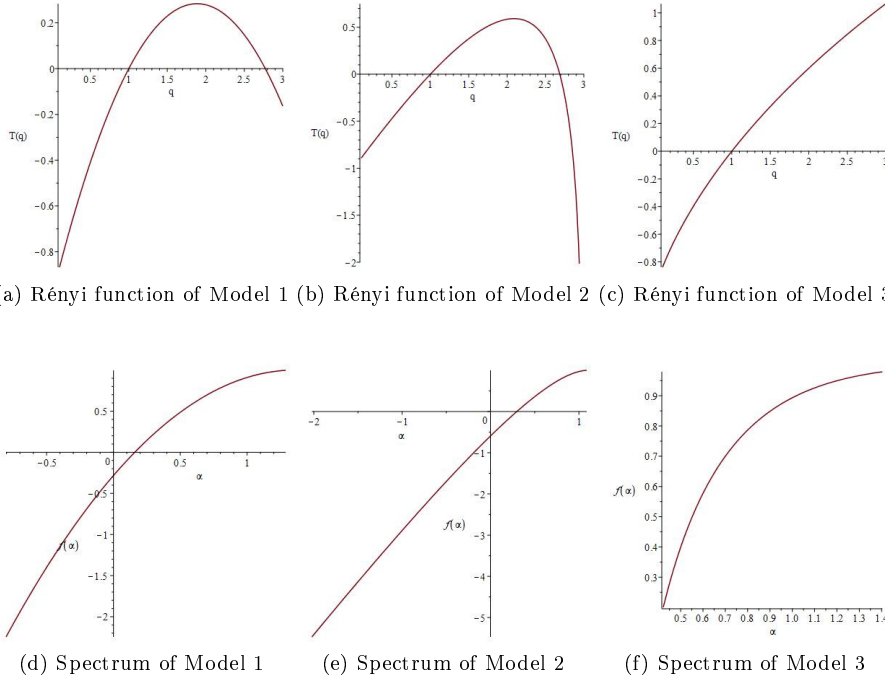 0.2
0
−0.2
−0.4
−0.6
−0.8
T(q)
0.5 1 1.5 2 2.5 3
q
0.5
0
−0.5
−1
−1.5
−2
T(q)
0.5 1 1.5 2 2.5 3
q
1
0.8
0.6
0.4
0.2
0
−0.2
−0.4
−0.6
−0.8
T(q)
0.5 1 1.5 2 2.5 3
q
a) Rényi function of Model 1 (b) Rényi function of Model 2 (c) Rényi function of Model 3
0.5
−0.5 0 0.5 1
α
−0.5
−1
−1.5
−2
f(α)
−2 −1 0 1
α
−1
−2
−3
−4
−5
f(α)
0.9
0.8
0.7
0.6
0.5
0.4
0.3
f(α)
0.5 0.6 0.7 0.8 0.9 1.0 1.1 1.2 1.3 1.4
α
(d) Spectrum of Model 1 (e) Spectrum of Model 2 (f) Spectrum of Model 3